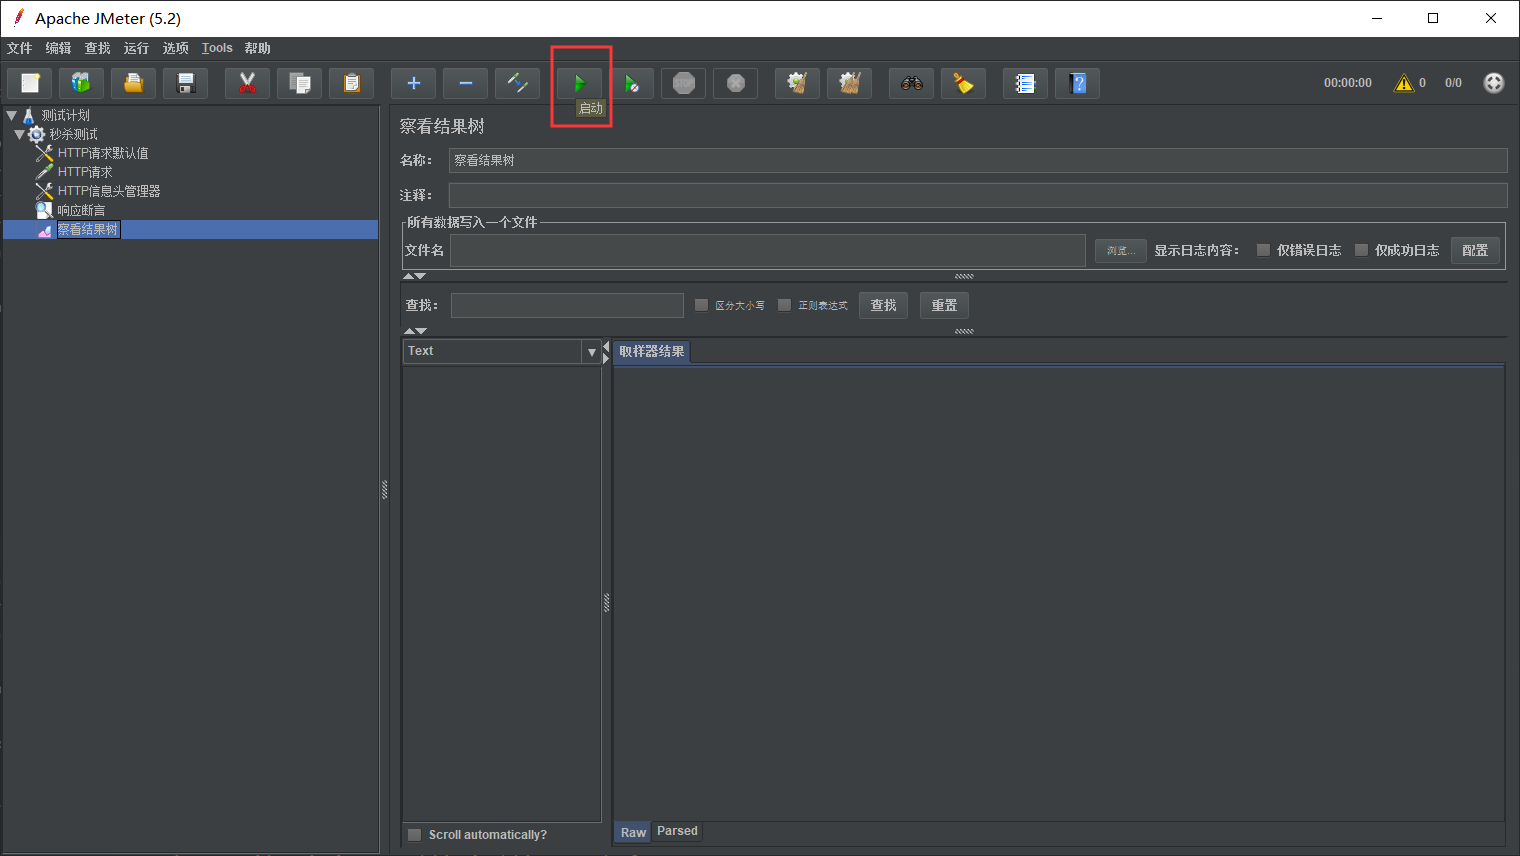 Apache JMeter (5.2)
文件 编辑 查找 运行 选项 Tools 帮助
STOP
00:00:00 0 0/0
启动
测试计划
秒杀测试
HTTP请求默认值
HTTP请求
HTTP信息头管理器
响应断言
察看结果树
察看结果树
名称： 察看结果树
注释：
所有数据写入一个文件
文件名 浏览... 显示日志内容： 仅错误日志 仅成功日志 配置
查找： 区分大小写 正则表达式 查找 重置
Text
取样器结果
Scroll automatically?
Raw Parsed